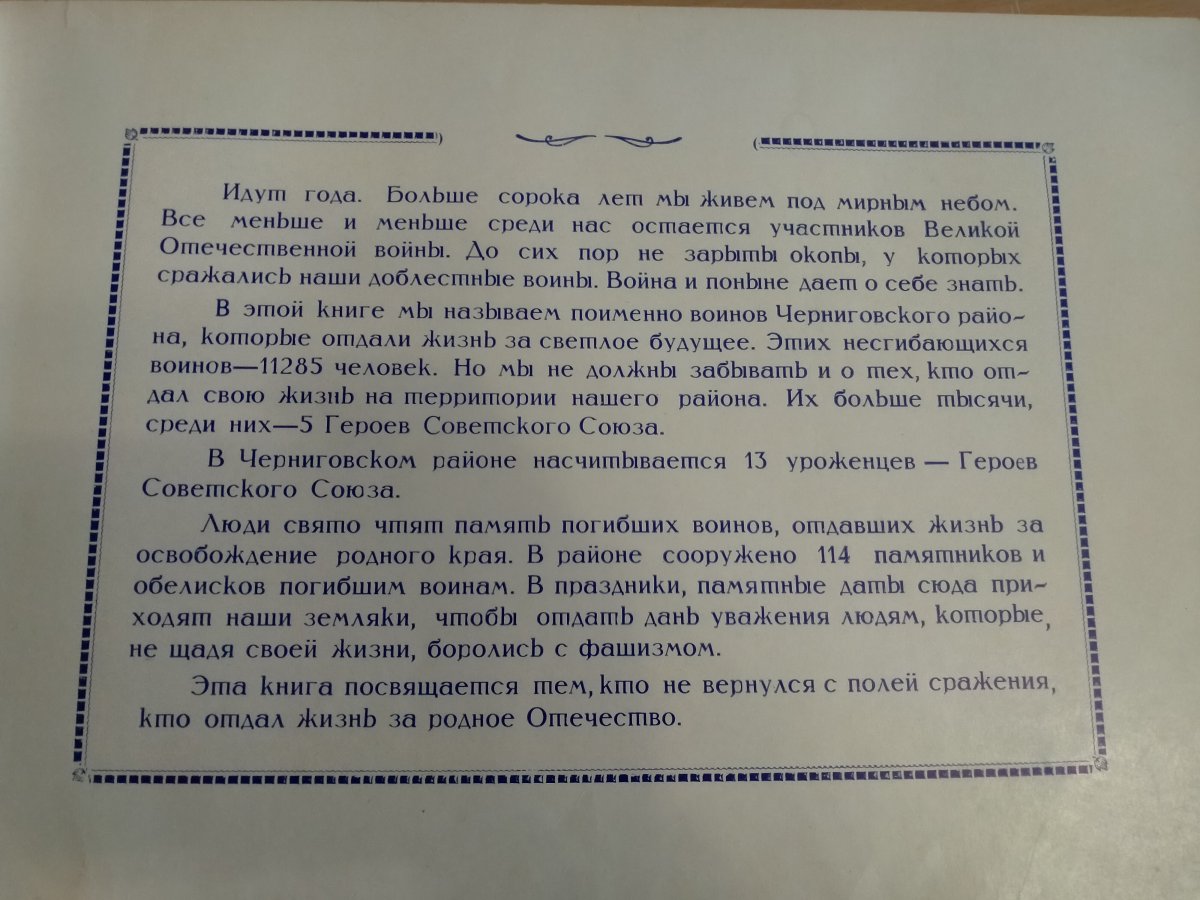 Идут года. Больше сорока лет мы живем под мирным небом.
Все меньше и меньше среди нас остается участников Великой
Отечественной войны. До сих пор не зарыты окопы, у которых
сражались наши доблестные воины. Война и поныне дает о себе знать.
В этой книге мы называем поименно воинов Черниговского райо-
на, которые отдали жизнь за светлое будущее. Этих несгибающихся
воинов—11285 человек. Но мы не должны забывать и о тех, кто от-
дал свою жизнь на территории нашего района. Их больше тысячи,
среди них—5 Героев Советского Союза.
В Черниговском районе насчитывается 13 уроженцев — Героев
Советского Союза.
Люди свято чтят память погибших воинов, отдавших жизнь за
освобождение родного края. В районе сооружено 114 памятников и
обелисков погибшим воинам. В праздники, памятные даты сюда при-
ходят наши земляки, чтобы отдать дань уважения людям, которые,
не щадя своей жизни, боролись с фашизмом.
Эта книга посвящается тем, кто не вернулся с полей сражения,
кто отдал жизнь за родное Отечество.